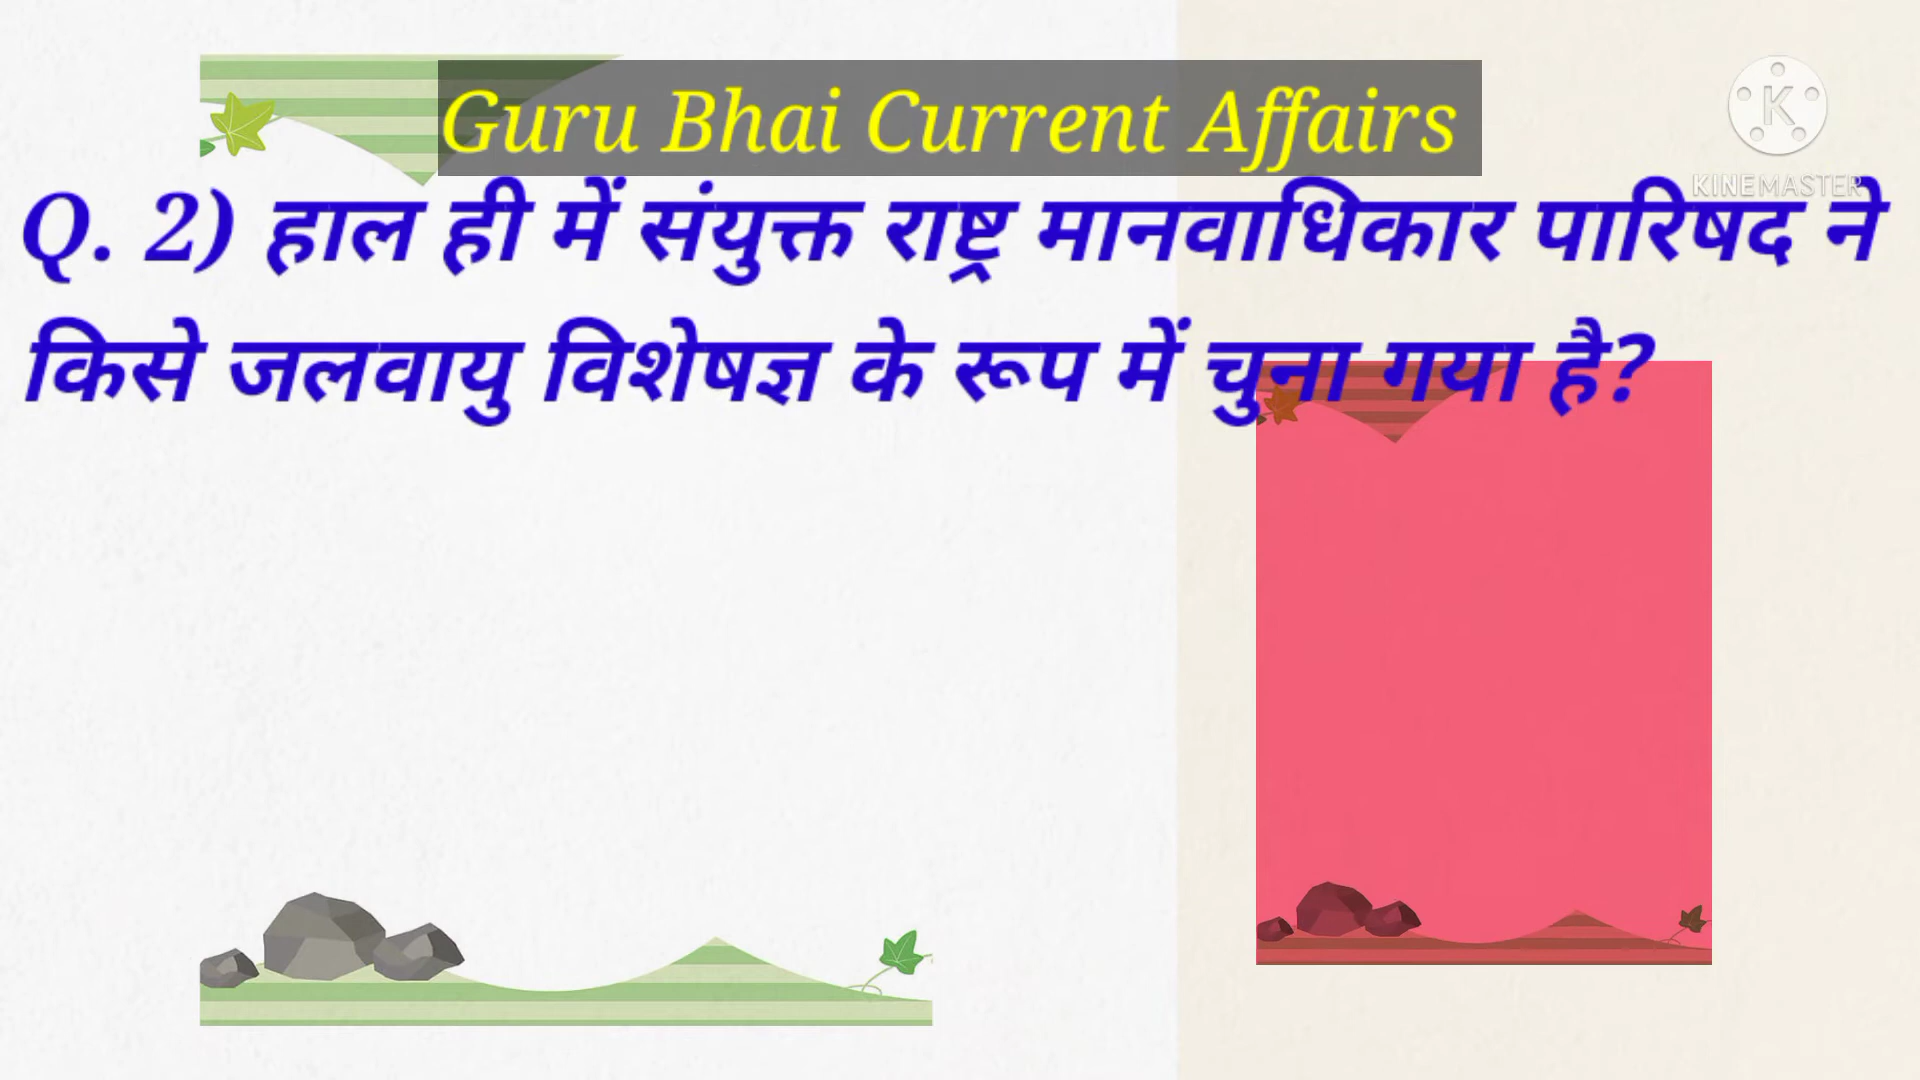 Guru Bhai Current Affairs
K
KINEMASTER
Q. 2) हाल ही में संयुक्त राष्ट्र मानवाधिकार पारिषद ने
किसे जलवायु विशेषज्ञ के रूप में चुना गया है?